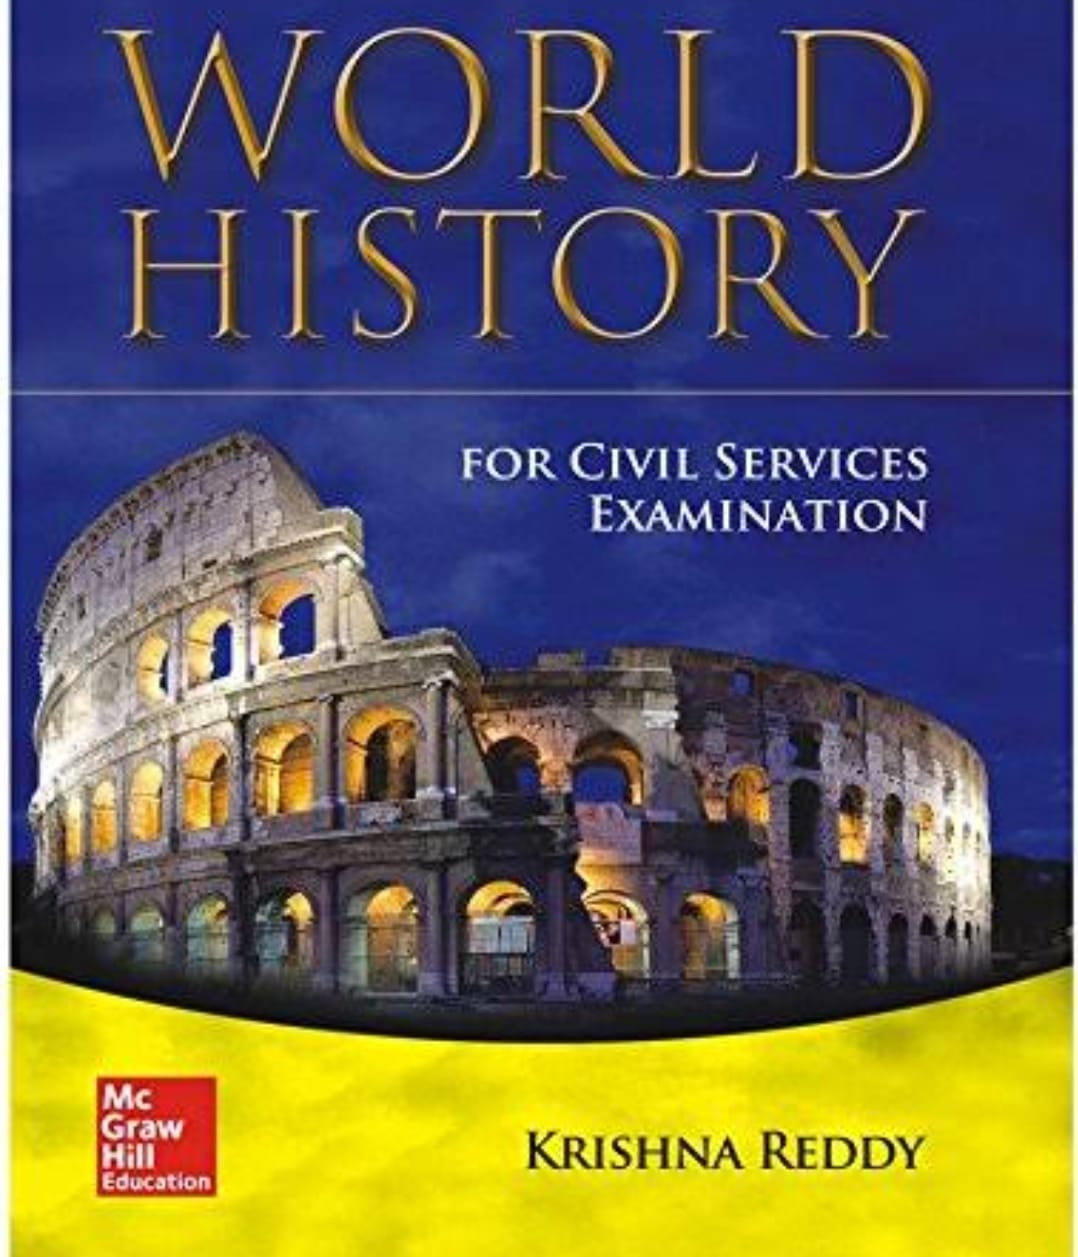 WORLD
HISTORY
FOR CIVIL SERVICES
EXAMINATION
Mc
Graw
Hill
Education
KRISHNA REDDY